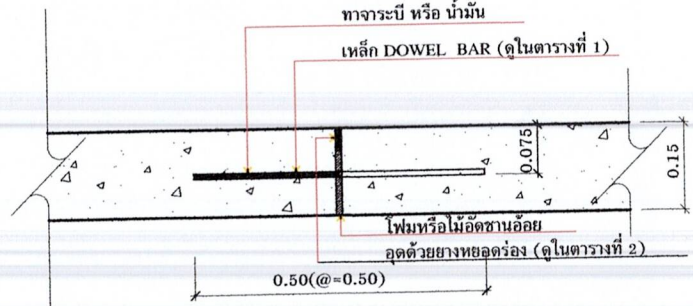 ทาจาระบี หรือ น้ำมัน
เหล็ก DOWEL BAR (ดูในตารางที่ 1)
0.075
0.15
โฟมหรือไม้อัดชานอ้อย
อุดด้วยยางหยอดร่อง (ดูในตารางที่ 2)
0.50(@=0.50)